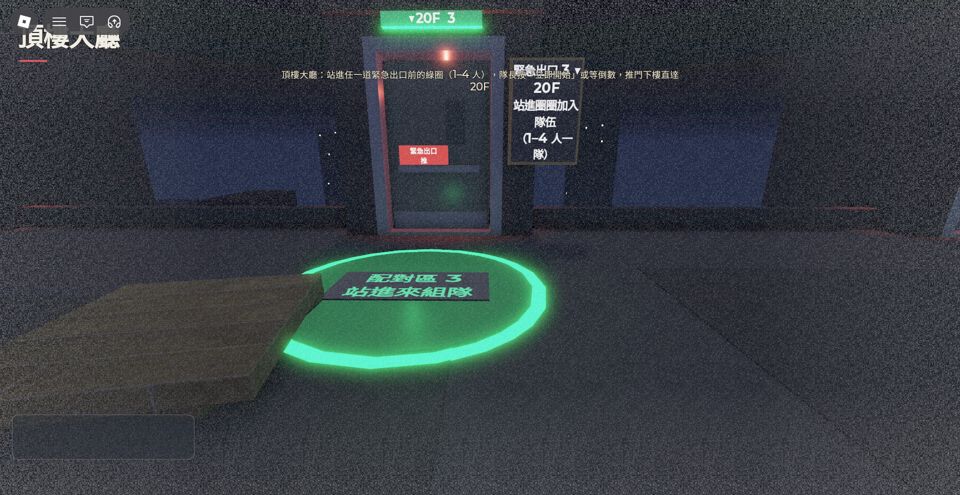 ▼20F 3
頂樓大廳
頂樓大廳：站進任一道緊急出口前的綠圈（1–4 人），隊長按「立即開始」或等倒數，推門下樓直達
20F
緊急出口 3 ▼
20F
站進圈圈加入
隊伍
（1–4 人一
隊）
緊急出口
推
配對區 3
站進來組隊